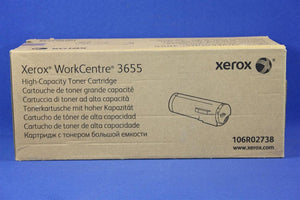 Xerox® WorkCentre® 3655
xerox
High-Capacity Toner Cartridge
Cartouche de toner grande capacité
Cartuccia di toner ad alta capacità
Tonerkartusche mit hoher Kapazität
Cartucho de tóner de alta capacidad
Cartucho de toner de alta capacidade
Картридж с тонером большой емкости
106R02738
www.xerox.com